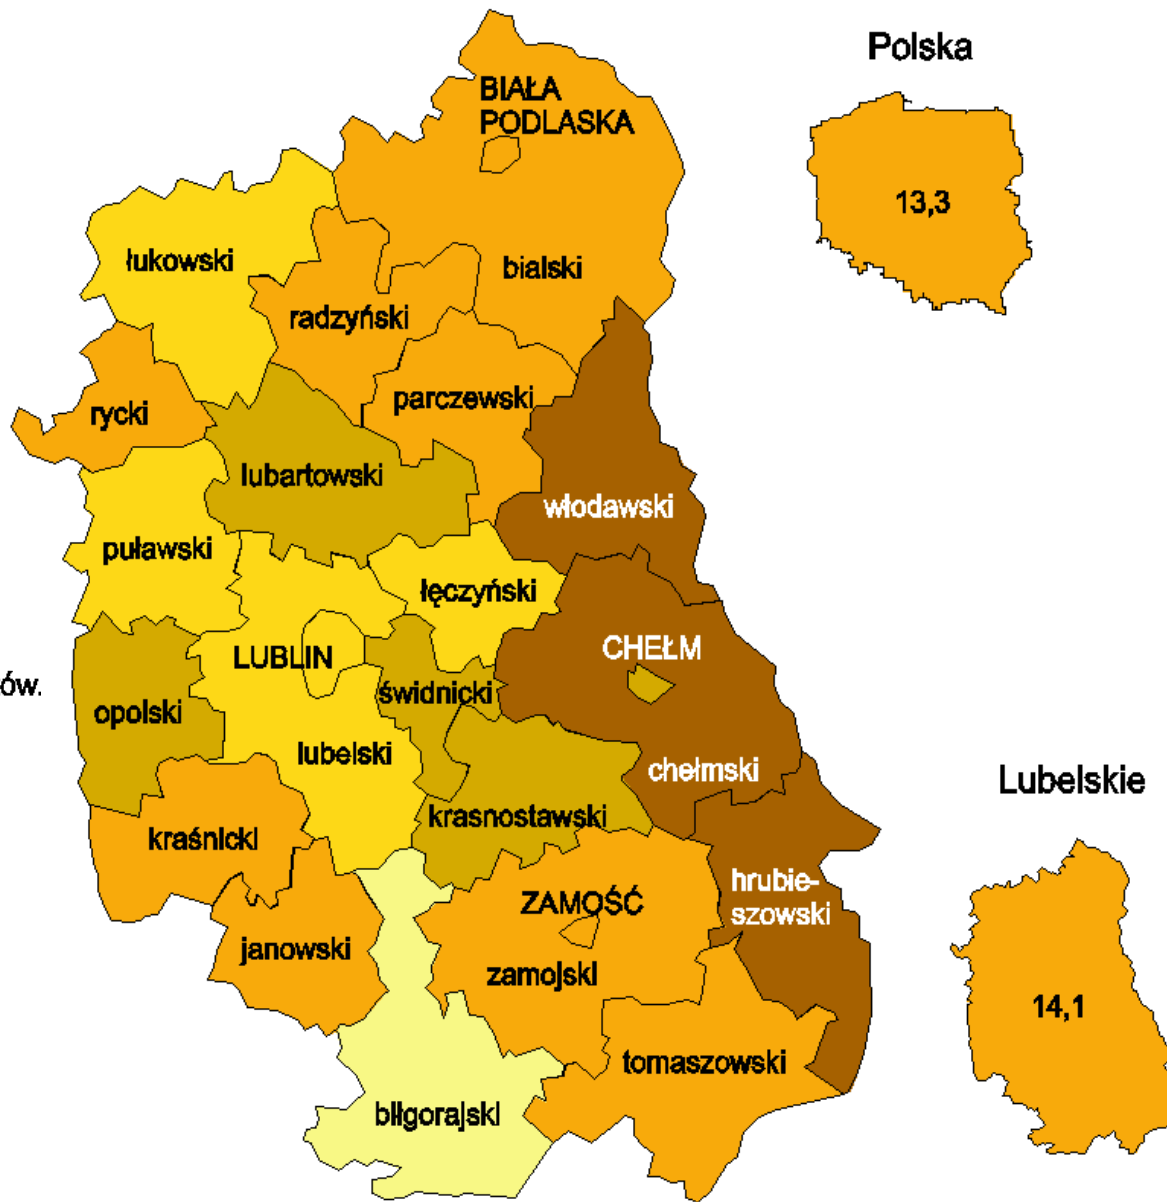 Polska
BIAŁA
PODLASKA
13,3
łukowski
bialski
radzyński
parczewski
rycki
lubartowski
włodawski
puławski
łęczyński
LUBLIN
CHEŁM
ów.
świdnicki
opolski
lubelski
chełmski
Lubelskie
krasnostawski
kraśnicki
hrubie-
szowski
ZAMOŚĆ
janowski
zamojski
14,1
tomaszowski
biłgorajski